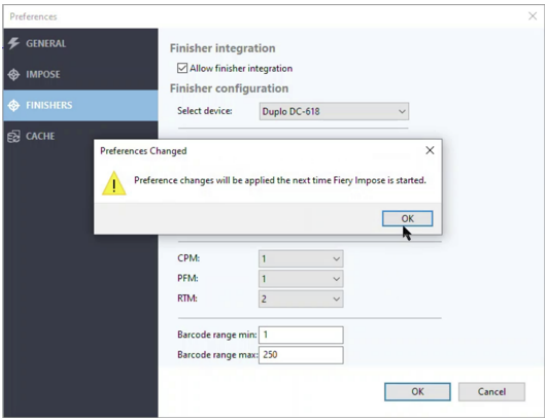 Preferences
GENERAL
IMPOSE
FINISHERS
CACHE
Finisher integration
Allow finisher integration
Finisher configuration
Select device: Duplo DC-618
Preferences Changed
Preference changes will be applied the next time Fiery Impose is started.
OK
CPM: 1
PFM: 1
RTM: 2
Barcode range min: 1
Barcode range max: 250
OK Cancel